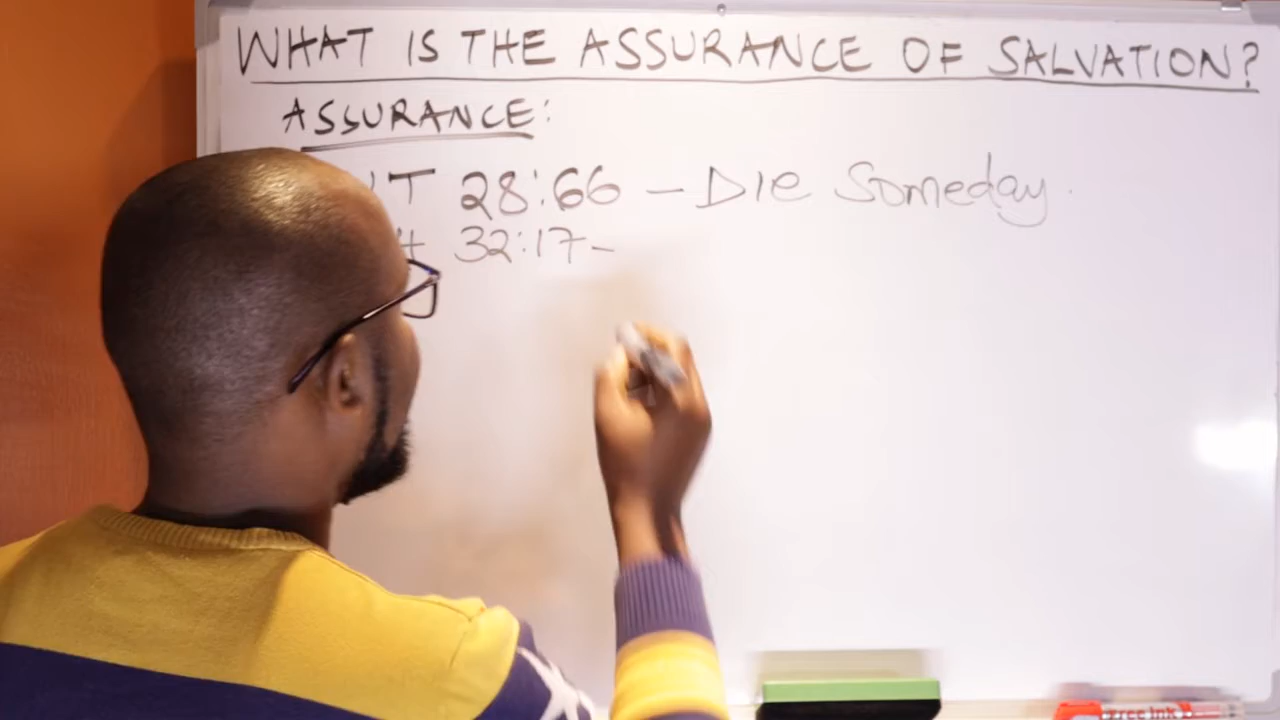 WHAT IS THE ASSURANCE OF SALVATION?
ASSURANCE:
28:66 – Die Someday.
32:17-